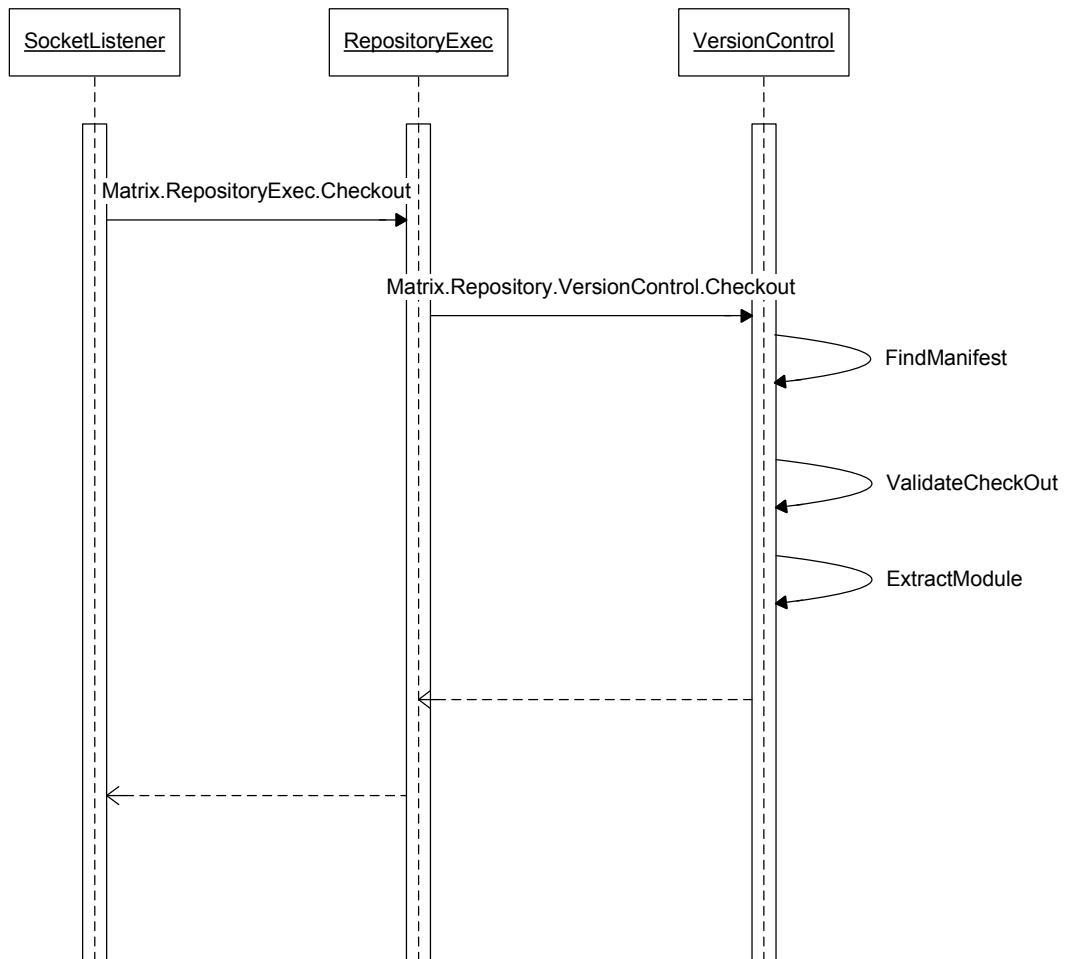 SocketListener
RepositoryExec
VersionControl
Matrix.RepositoryExec.Checkout
Matrix.Repository.VersionControl.Checkout
FindManifest
ValidateCheckOut
ExtractModule